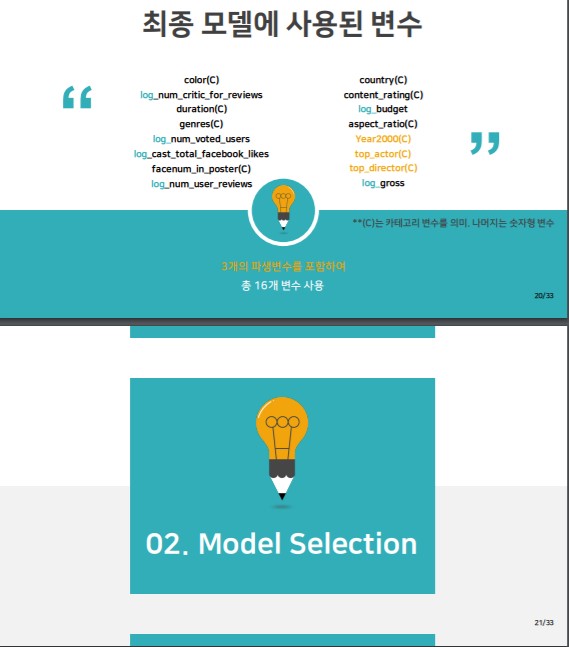 최종 모델에 사용된 변수
“
color(C)
log_num_critic_for_reviews
duration(C)
genres(C)
log_num_voted_users
log_cast_total_facebook_likes
facenum_in_poster(C)
log_num_user_reviews
country(C)
content_rating(C)
log_budget
aspect_ratio(C)
Year2000(C)
top_actor(C)
top_director(C)
log_gross
”
**(C)는 카테고리 변수를 의미. 나머지는 숫자형 변수
3개의 파생변수를 포함하여
총 16개 변수 사용
20/33
02. Model Selection
21/33